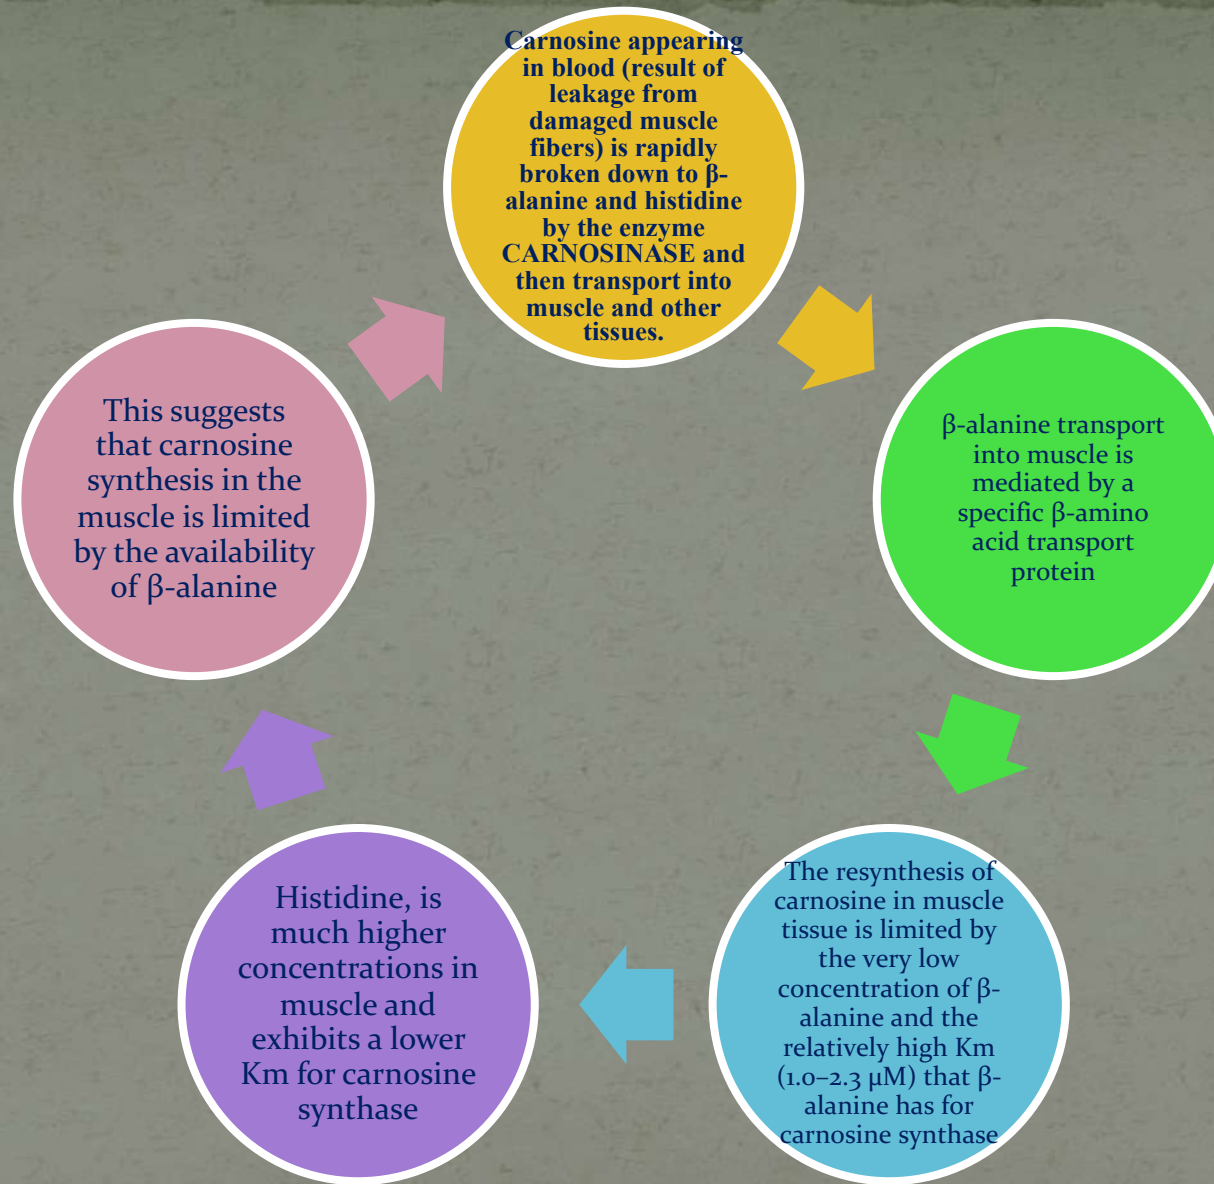 Carnosine appearing
in blood (result of
leakage from
damaged muscle
fibers) is rapidly
broken down to β-
alanine and histidine
by the enzyme
CARNOSINASE and
then transport into
muscle and other
tissues.
β-alanine transport
into muscle is
mediated by a
specific β-amino
acid transport
protein
The resynthesis of
carnosine in muscle
tissue is limited by
the very low
concentration of β-
alanine and the
relatively high Km
(1.0–2.3 μM) that β-
alanine has for
carnosine synthase
Histidine, is
much higher
concentrations in
muscle and
exhibits a lower
Km for carnosine
synthase
This suggests
that carnosine
synthesis in the
muscle is limited
by the availability
of β-alanine